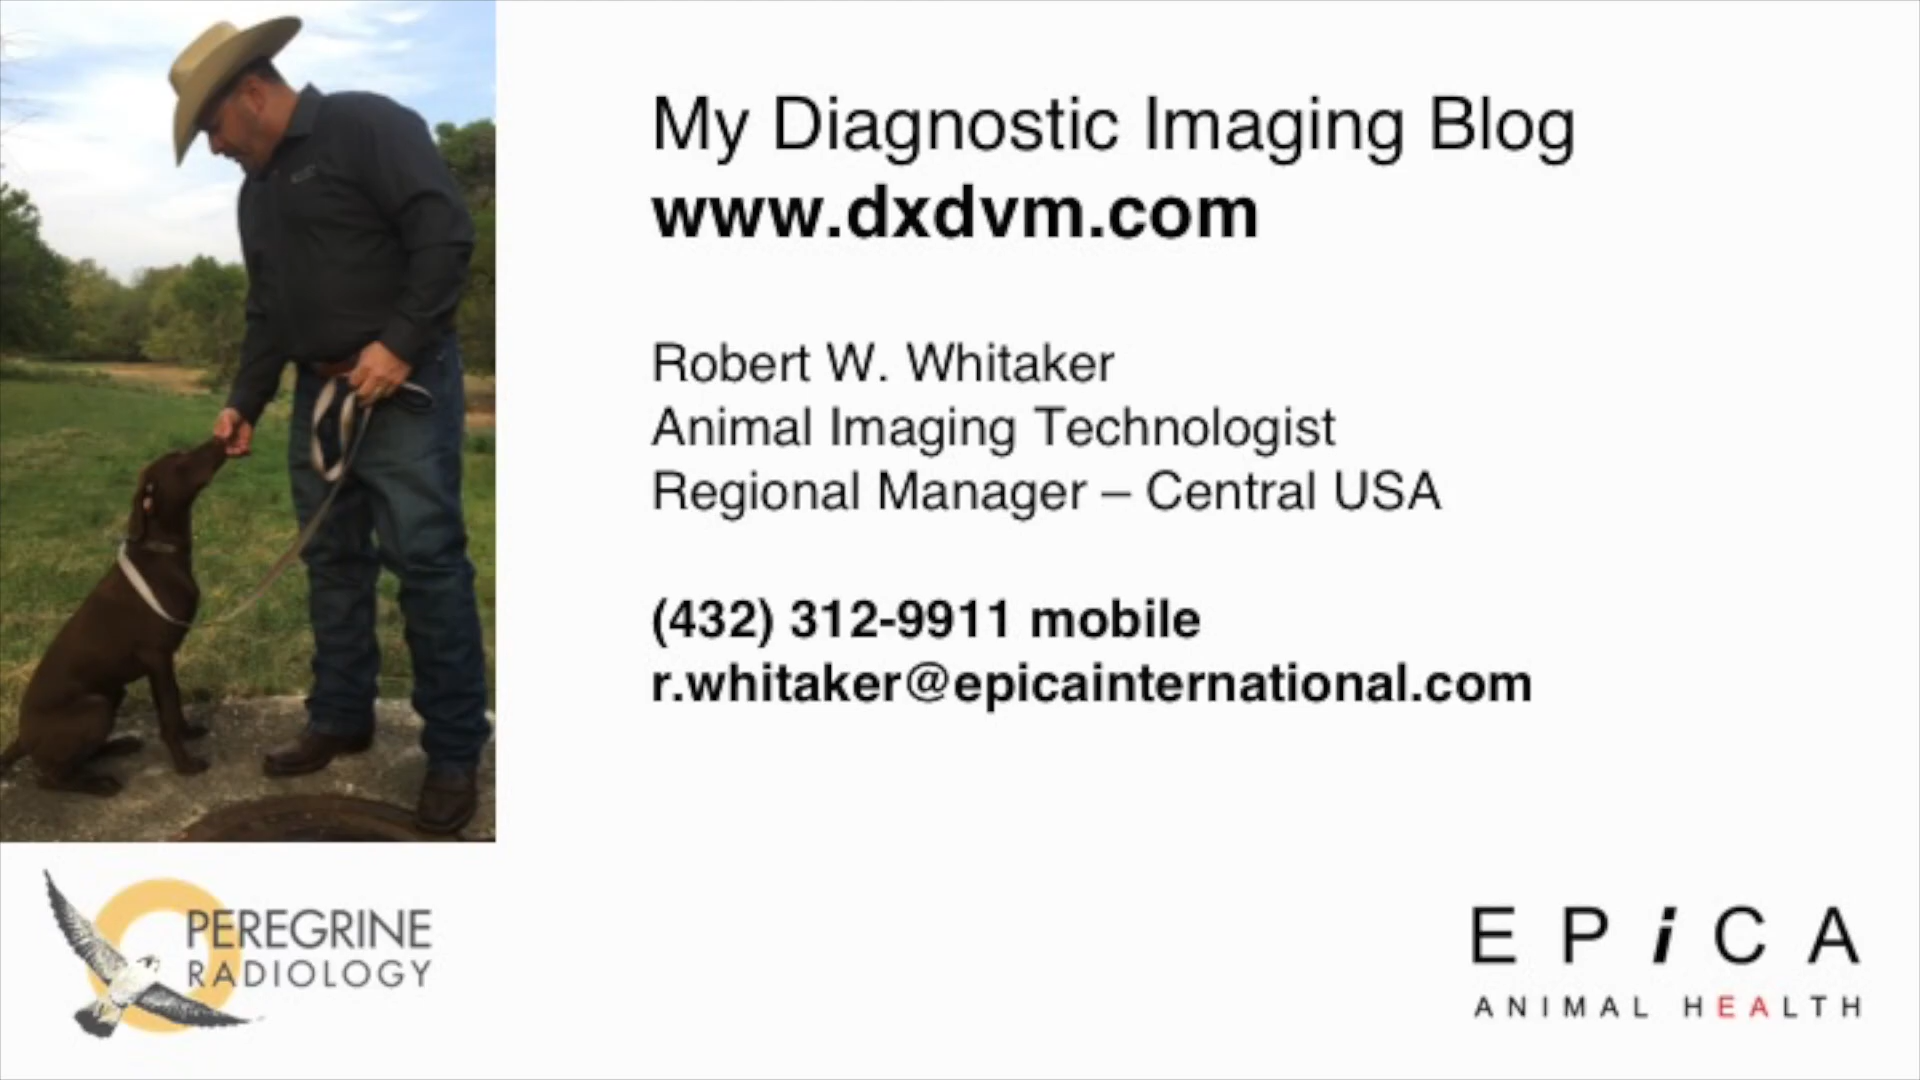 My Diagnostic Imaging Blog
www.dxdvm.com
Robert W. Whitaker
Animal Imaging Technologist
Regional Manager – Central USA
(432) 312-9911 mobile
r.whitaker@epicainternational.com
PEREGRINE
RADIOLOGY
EPiCA
ANIMAL HEALTH